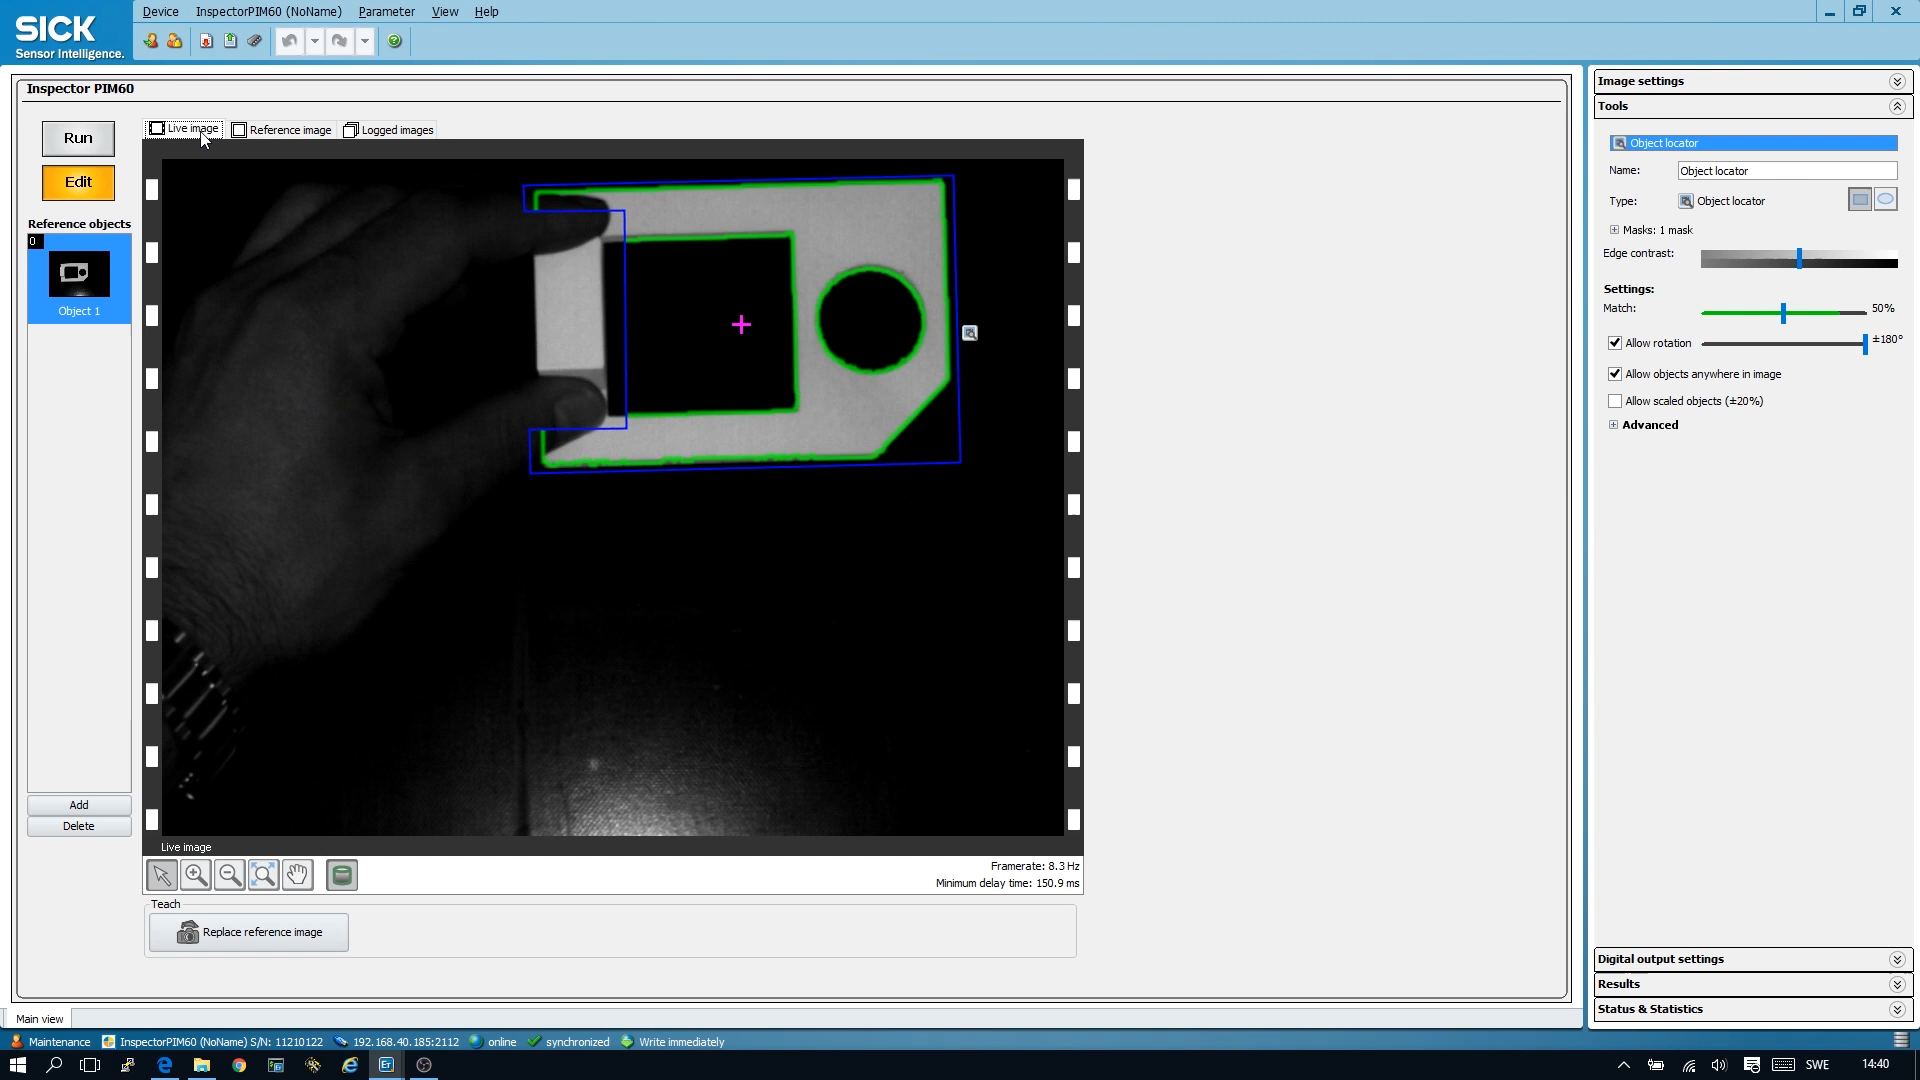 SICK
Sensor Intelligence.
Device InspectorPIM60 (NoName) Parameter View Help
Inspector PIM60
Run
Edit
Reference objects
0
Object 1
Add
Delete
Live image Reference image Logged images
Live image
Framerate: 8.3 Hz
Minimum delay time: 150.9 ms
Teach
Replace reference image
Main view
Image settings
Tools
Object locator
Name: Object locator
Type: Object locator
Masks: 1 mask
Edge contrast:
Settings:
Match: 50%
Allow rotation ±180°
Allow objects anywhere in image
Allow scaled objects (±20%)
Advanced
Digital output settings
Results
Status & Statistics
Maintenance InspectorPIM60 (NoName) S/N: 11210122 192.168.40.185:2112 online synchronized Write immediately
SWE 14:40